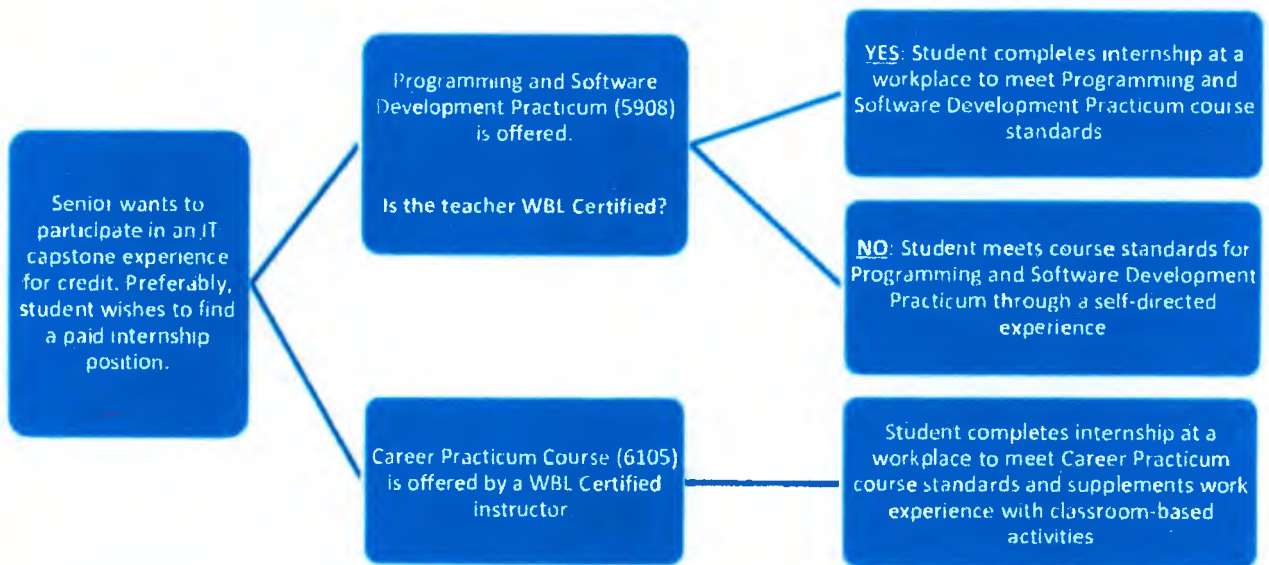 Senior wants to
participate in an IT
capstone experience
for credit. Preferably,
student wishes to find
a paid internship
position.
Programming and Software
Development Practicum (5908)
is offered.
Is the teacher WBL Certified?
Career Practicum Course (6105)
is offered by a WBL Certified
instructor
YES: Student completes internship at a
workplace to meet Programming and
Software Development Practicum course
standards
NO: Student meets course standards for
Programming and Software Development
Practicum through a self-directed
experience
Student completes internship at a
workplace to meet Career Practicum
course standards and supplements work
experience with classroom-based
activities